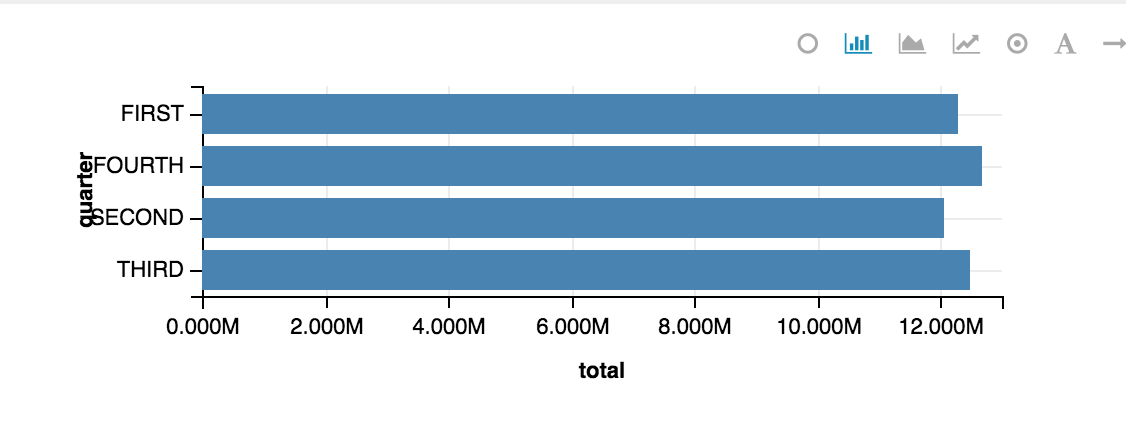 A
FIRST
FOURTH
quarter
SECOND
THIRD
0.000M 2.000M 4.000M 6.000M 8.000M 10.000M 12.000M
total